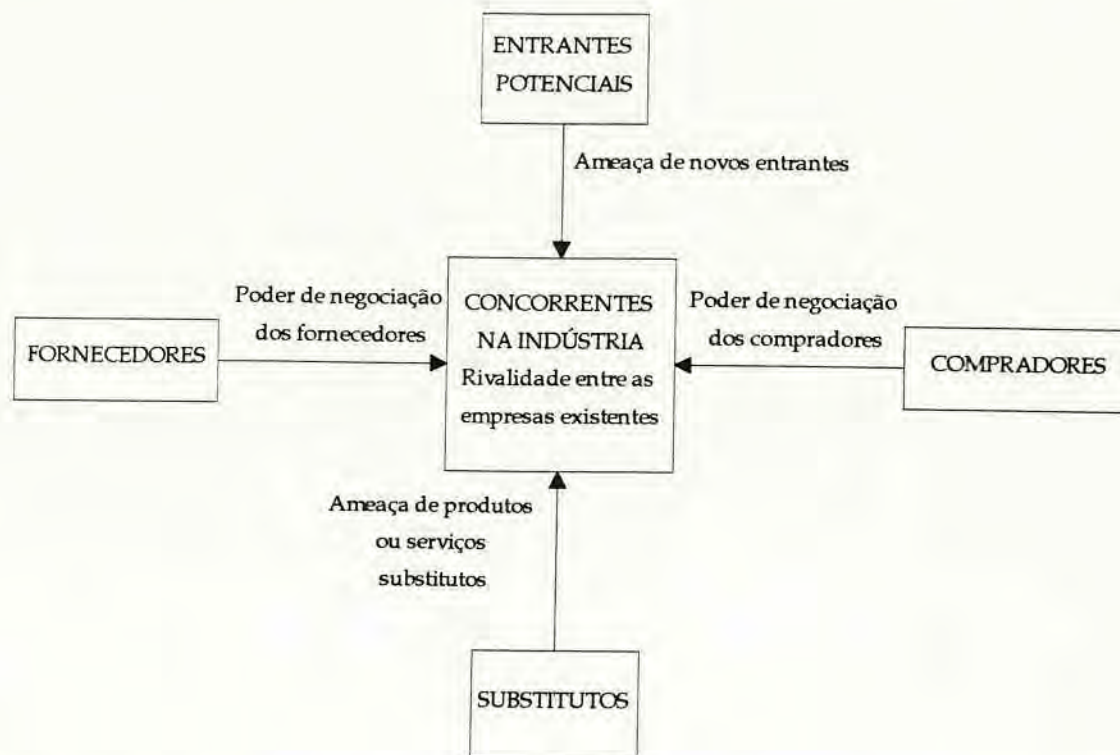 ENTRANTES
POTENCIAIS
Ameaça de novos entrantes
Poder de negociação
dos fornecedores
FORNECEDORES
CONCORRENTES
NA INDÚSTRIA
Rivalidade entre as
empresas existentes
Poder de negociação
dos compradores
COMPRADORES
Ameaça de produtos
ou serviços
substitutos
SUBSTITUTOS